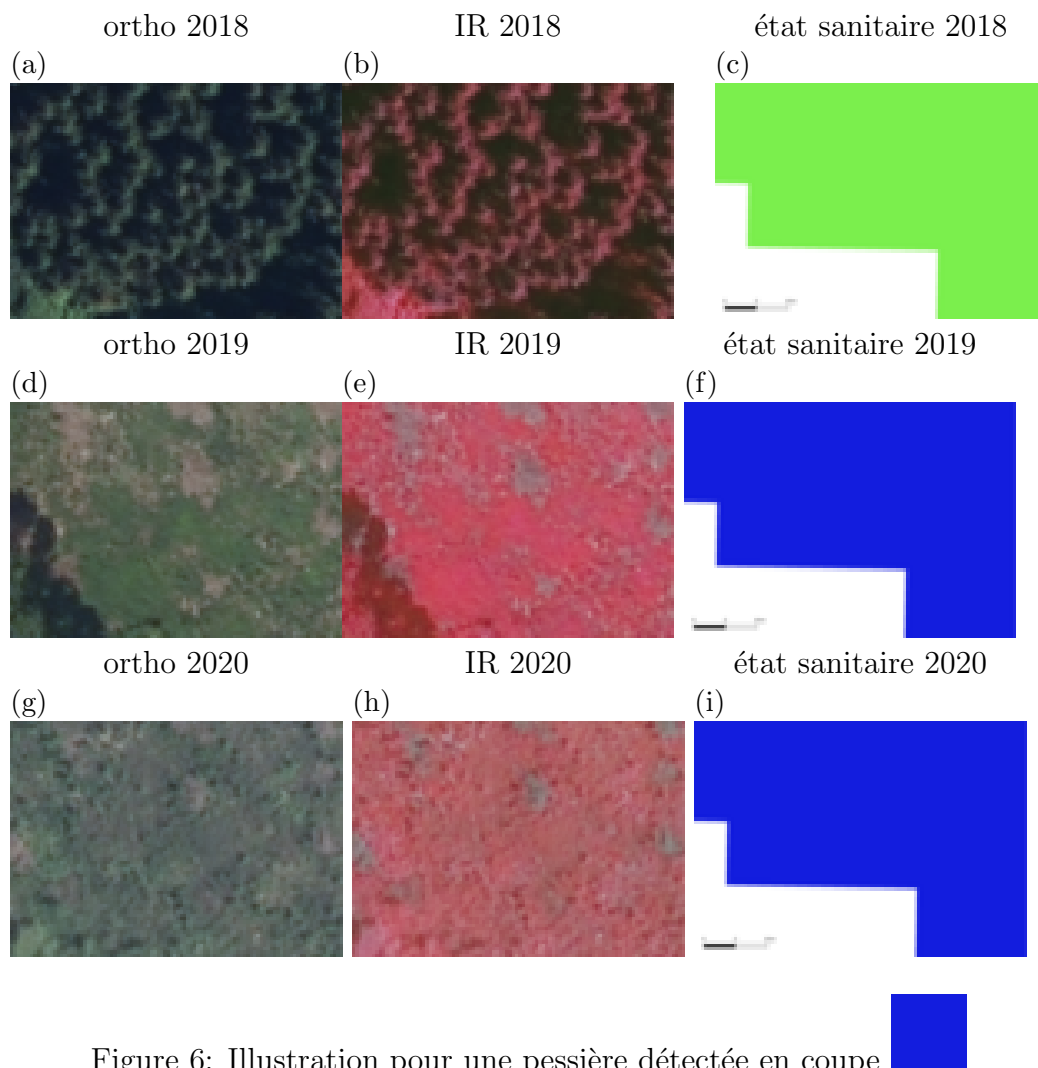 ortho 2018 IR 2018 état sanitaire 2018
(a) (b) (c)
ortho 2019 IR 2019 état sanitaire 2019
(d) (e) (f)
ortho 2020 IR 2020 état sanitaire 2020
(g) (h) (i)
Figure 6: Illustration pour une pessière détectée en coupe